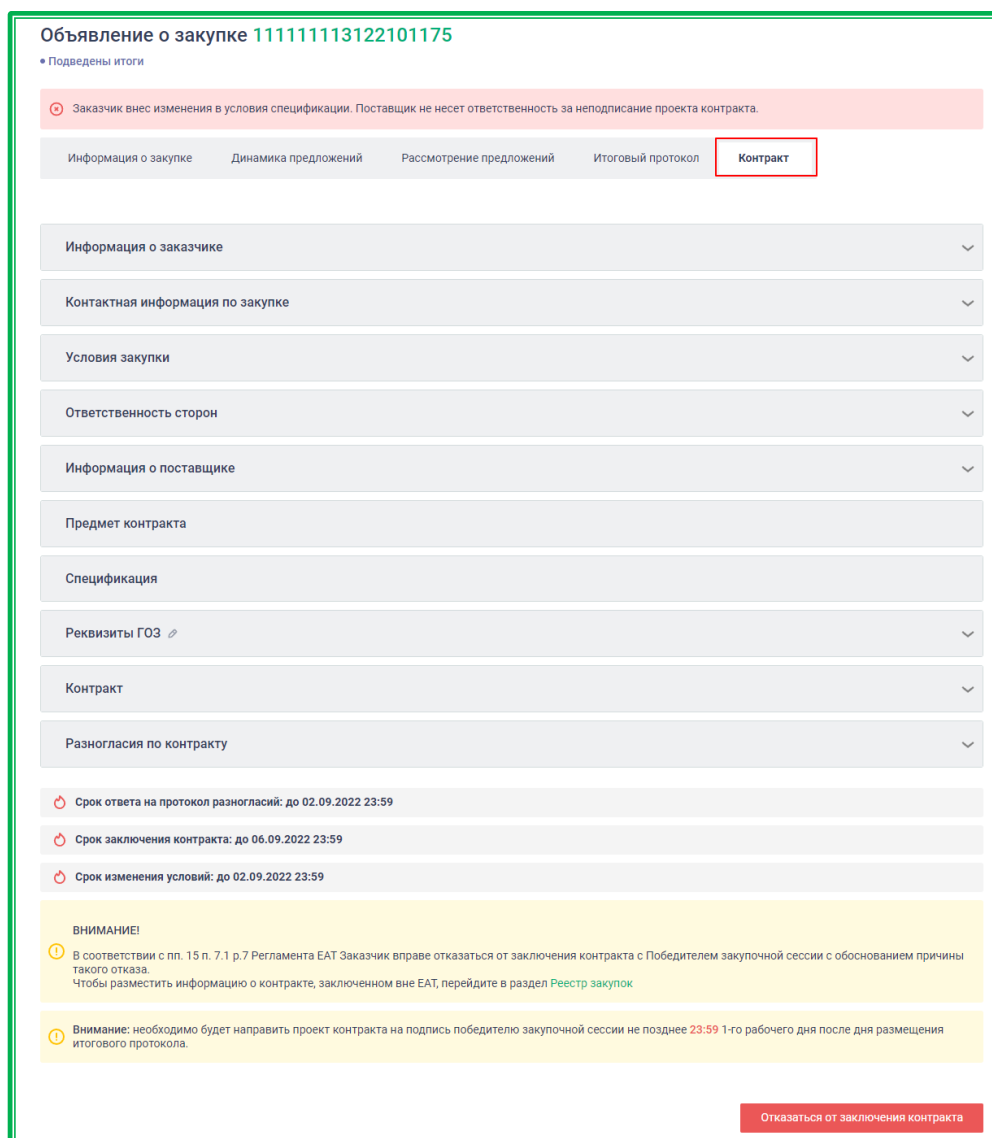 Объявление о закупке 111111113122101175
Подведены итоги
Заказчик внес изменения в условия спецификации. Поставщик не несет ответственность за неподписание проекта контракта.
Информация о закупке Динамика предложений Рассмотрение предложений Итоговый протокол Контракт
Информация о заказчике
Контактная информация по закупке
Условия закупки
Ответственность сторон
Информация о поставщике
Предмет контракта
Спецификация
Реквизиты ГОЗ
Контракт
Разногласия по контракту
Срок ответа на протокол разногласий: до 02.09.2022 23:59
Срок заключения контракта: до 06.09.2022 23:59
Срок изменения условий: до 02.09.2022 23:59
ВНИМАНИЕ!
В соответствии с пп. 15 п. 7.1 р.7 Регламента ЕАТ Заказчик вправе отказаться от заключения контракта с Победителем закупочной сессии с обоснованием причины
такого отказа.
Чтобы разместить информацию о контракте, заключенном вне ЕАТ, перейдите в раздел Реестр закупок
Внимание: необходимо будет направить проект контракта на подпись победителю закупочной сессии не позднее 23:59 1-го рабочего дня после дня размещения
итогового протокола.
Отказаться от заключения контракта